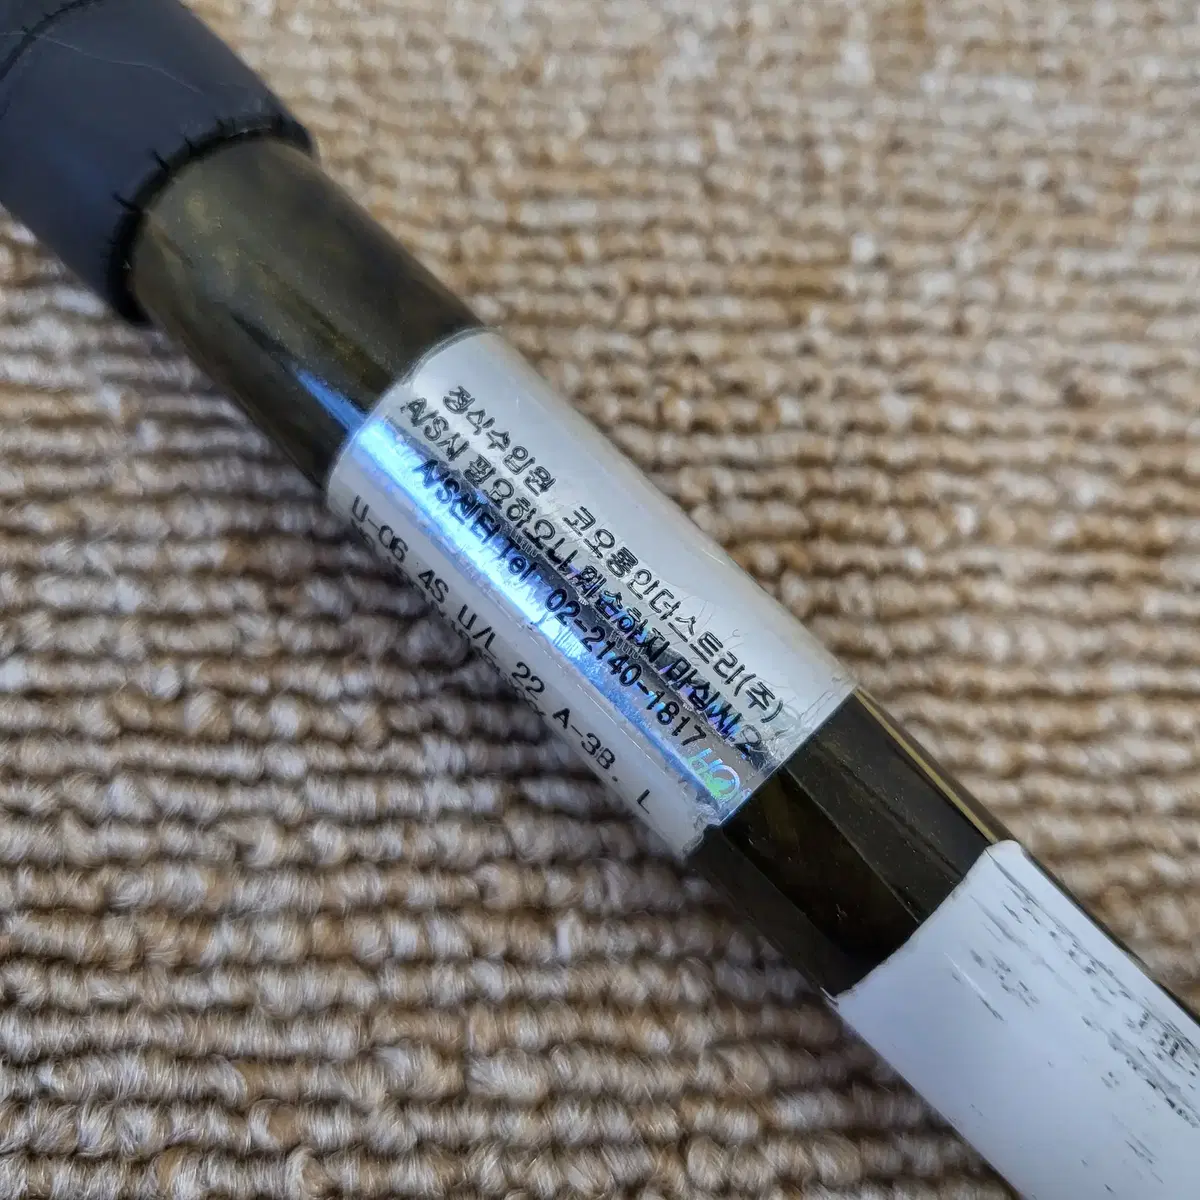 정식수입원 코오롱인더스트리(주)
A/S시 필요하오니 훼손하지 마십시오
A/S센터 Tel 02-2140-1817
U-06 4S. U/L. 22 A-3B. L